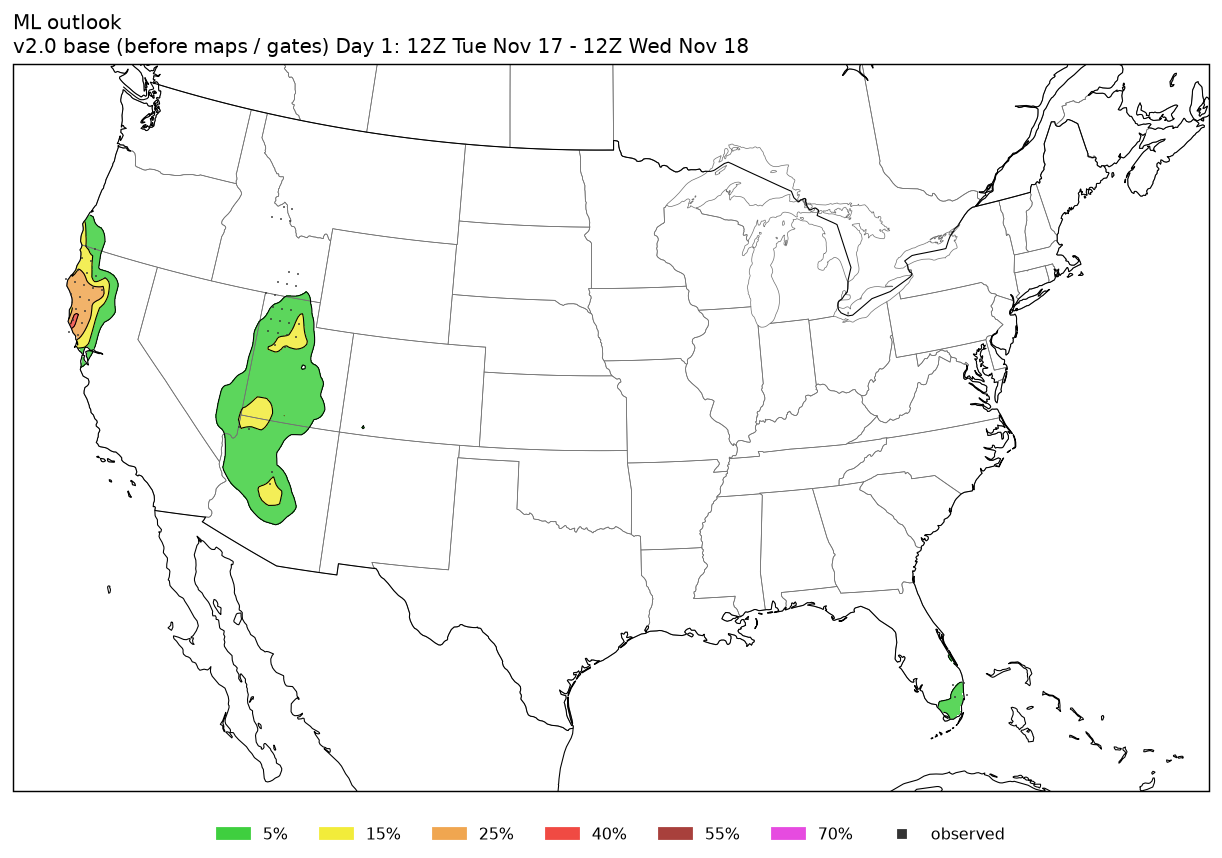 ML outlook
v2.0 base (before maps / gates) Day 1: 12Z Tue Nov 17 - 12Z Wed Nov 18
5% 15% 25% 40% 55% 70% observed